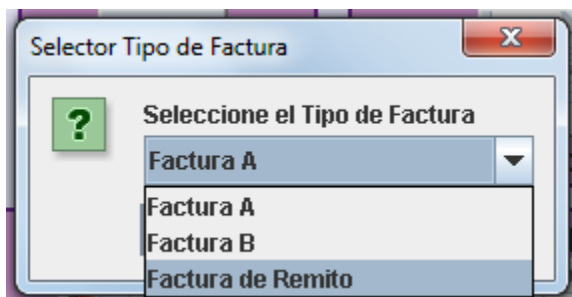 Selector Tipo de Factura
Seleccione el Tipo de Factura
Factura A
Factura A
Factura B
Factura de Remito